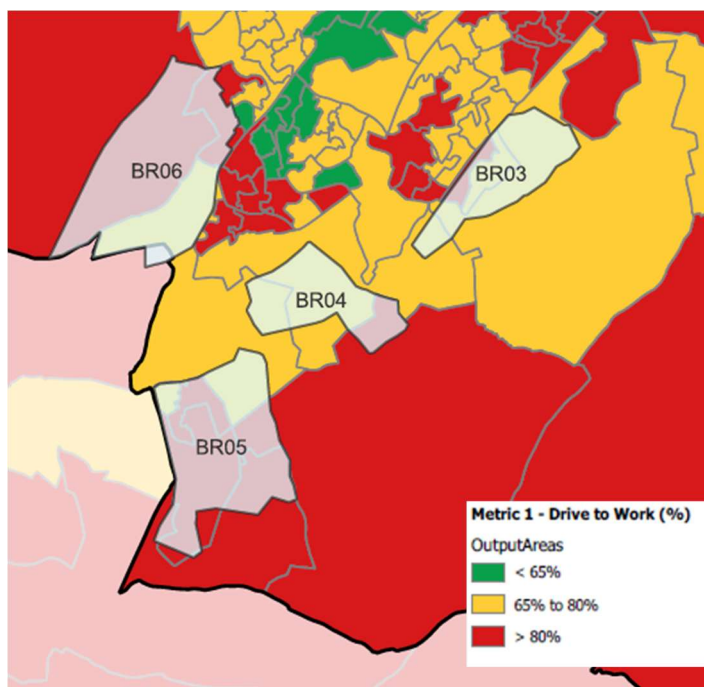 BR06
BR03
BR04
BR05
Metric 1 - Drive to Work (%)
OutputAreas
< 65%
65% to 80%
> 80%